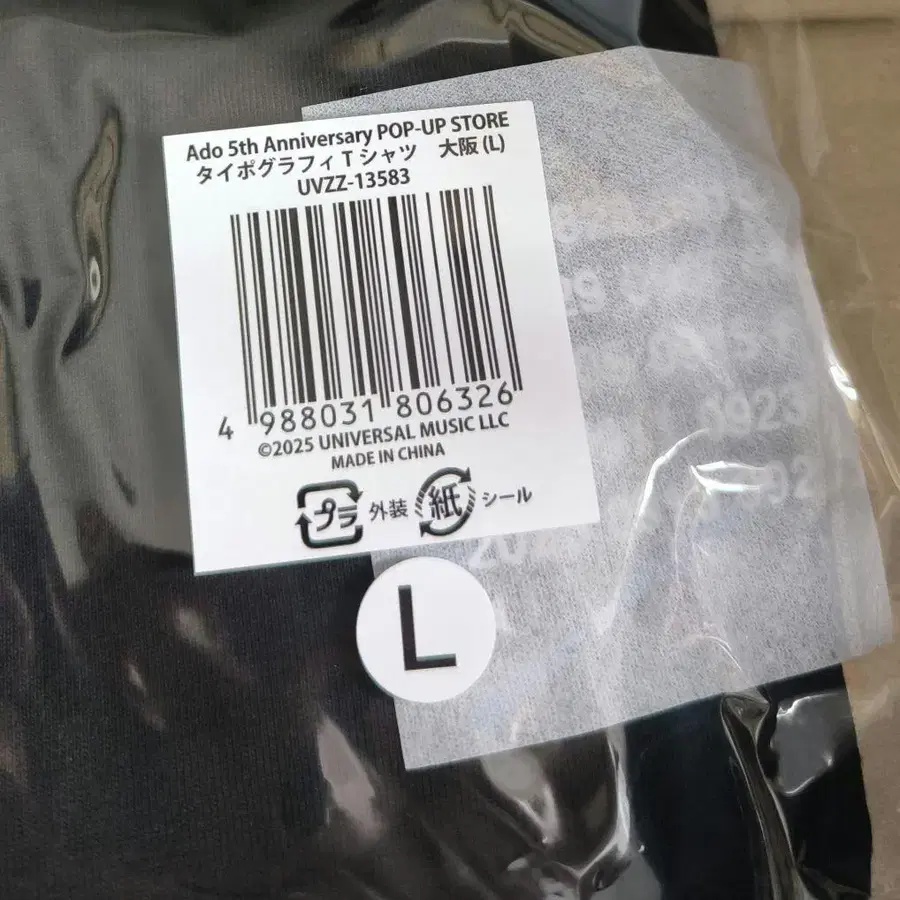 Ado 5th Anniversary POP-UP STORE
タイポグラフィTシャツ 大阪(L)
UVZZ-13583
4 988031 806326
©2025 UNIVERSAL MUSIC LLC
MADE IN CHINA
プラ 外装 紙 シール
L